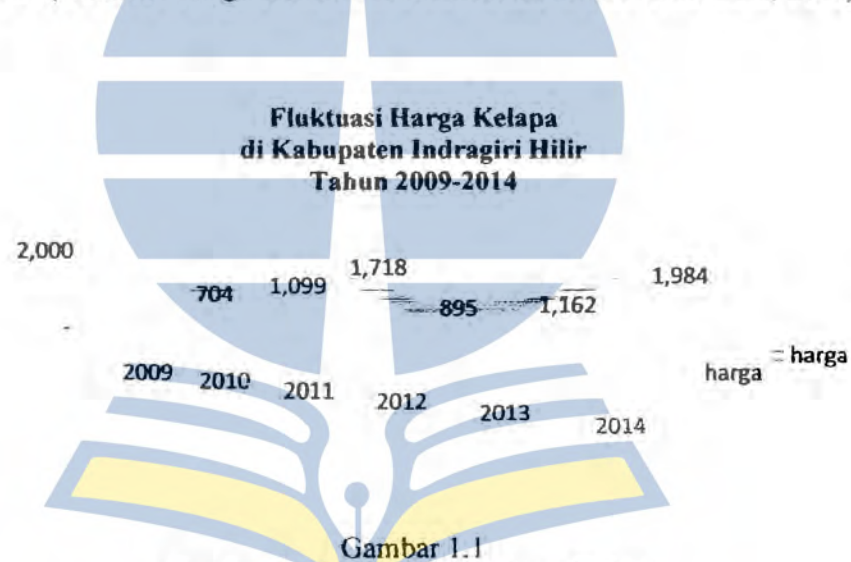 Fluktuasi Harga Kelapa
di Kabupaten Indragiri Hilir
Tahun 2009-2014
2,000
704
1,099
1,718
895
1,162
1,984
-
2009
2010
2011
2012
2013
2014
harga
harga
Gambar 1.1